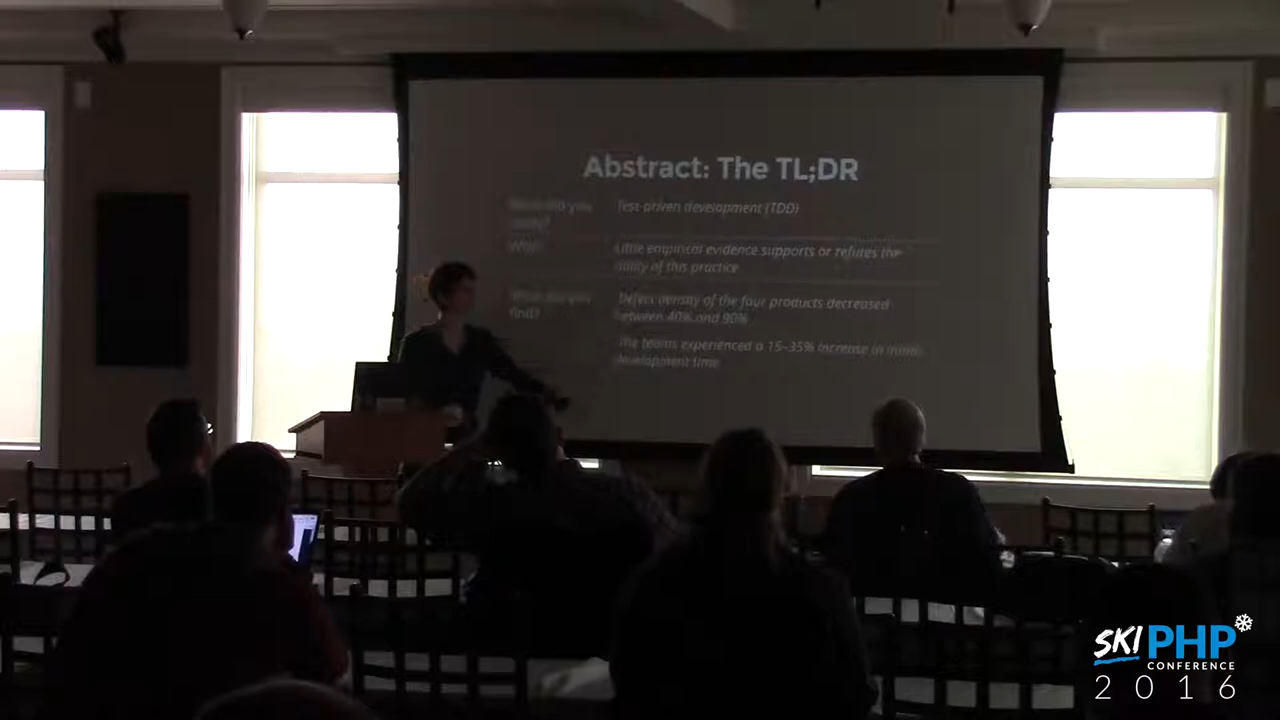 Abstract: The TL;DR
What did you
study?
Test-driven development (TDD)
Why?
Little empirical evidence supports or refutes the
utility of this practice
What did you
find?
Defect density of the four products decreased
between 40% and 90%
The teams experienced a 15–35% increase in initial
development time
SKI PHP
CONFERENCE
2016